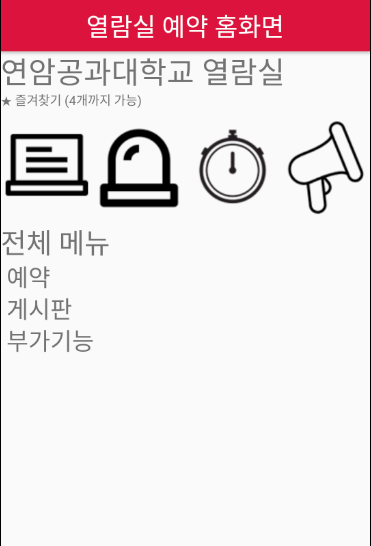 열람실 예약 홈화면
연암공과대학교 열람실
★ 즐겨찾기 (4개까지 가능)
전체 메뉴
예약
게시판
부가기능